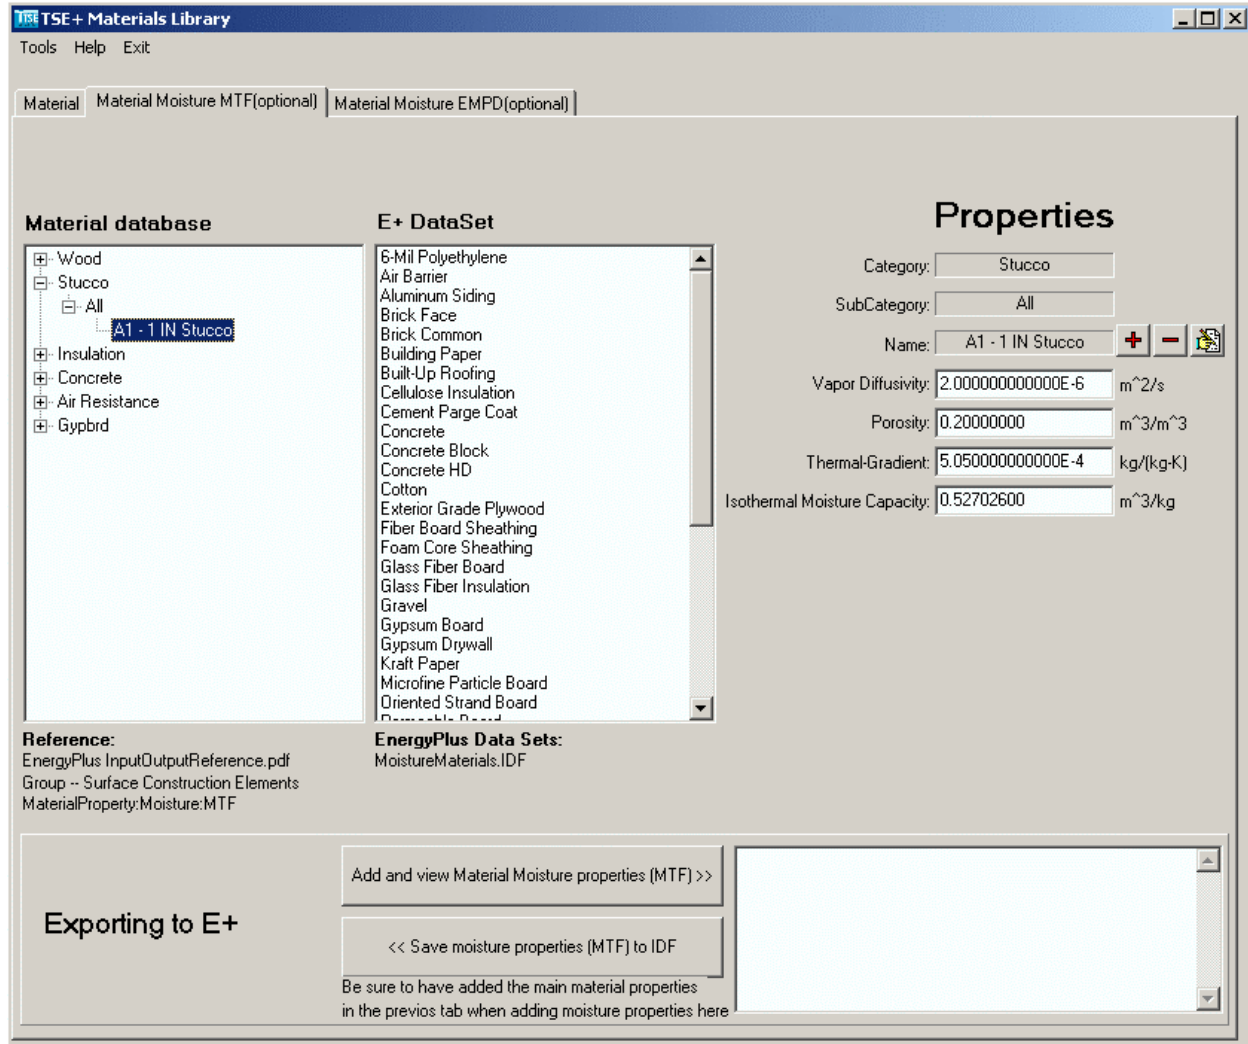 TSE TSE+ Materials Library
Tools Help Exit
Material Material Moisture MTF(optional) Material Moisture EMPD(optional)
Material database
Wood
Stucco
All
A1 - 1 IN Stucco
Insulation
Concrete
Air Resistance
Gypbrd
Reference:
EnergyPlus InputOutputReference.pdf
Group -- Surface Construction Elements
MaterialProperty:Moisture:MTF
E+ DataSet
6-Mil Polyethylene
Air Barrier
Aluminum Siding
Brick Face
Brick Common
Building Paper
Built-Up Roofing
Cellulose Insulation
Cement Parge Coat
Concrete
Concrete Block
Concrete HD
Cotton
Exterior Grade Plywood
Fiber Board Sheathing
Foam Core Sheathing
Glass Fiber Board
Glass Fiber Insulation
Gravel
Gypsum Board
Gypsum Drywall
Kraft Paper
Microfine Particle Board
Oriented Strand Board
EnergyPlus Data Sets:
MoistureMaterials.IDF
Properties
Category: Stucco
SubCategory: All
Name: A1 - 1 IN Stucco
Vapor Diffusivity: 2.000000000000E-6 m^2/s
Porosity: 0.20000000 m^3/m^3
Thermal-Gradient: 5.050000000000E-4 kg/(kg-K)
Isothermal Moisture Capacity: 0.52702600 m^3/kg
Exporting to E+
Add and view Material Moisture properties (MTF) >>
<< Save moisture properties (MTF) to IDF
Be sure to have added the main material properties
in the previos tab when adding moisture properties here